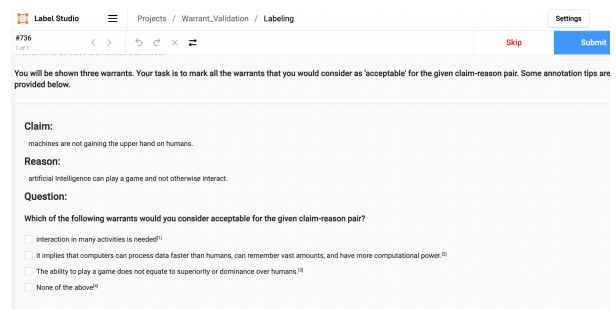 Label Studio
Projects / Warrant_Validation / Labeling
Settings
#736
1 of 1
Skip
Submit
You will be shown three warrants. Your task is to mark all the warrants that you would consider as 'acceptable' for the given claim-reason pair. Some annotation tips are
provided below.
Claim:
machines are not gaining the upper hand on humans.
Reason:
artificial Intelligence can play a game and not otherwise interact.
Question:
Which of the following warrants would you consider acceptable for the given claim-reason pair?
interaction in many activities is needed[1]
it implies that computers can process data faster than humans, can remember vast amounts, and have more computational power.[2]
The ability to play a game does not equate to superiority or dominance over humans.[3]
None of the above[4]